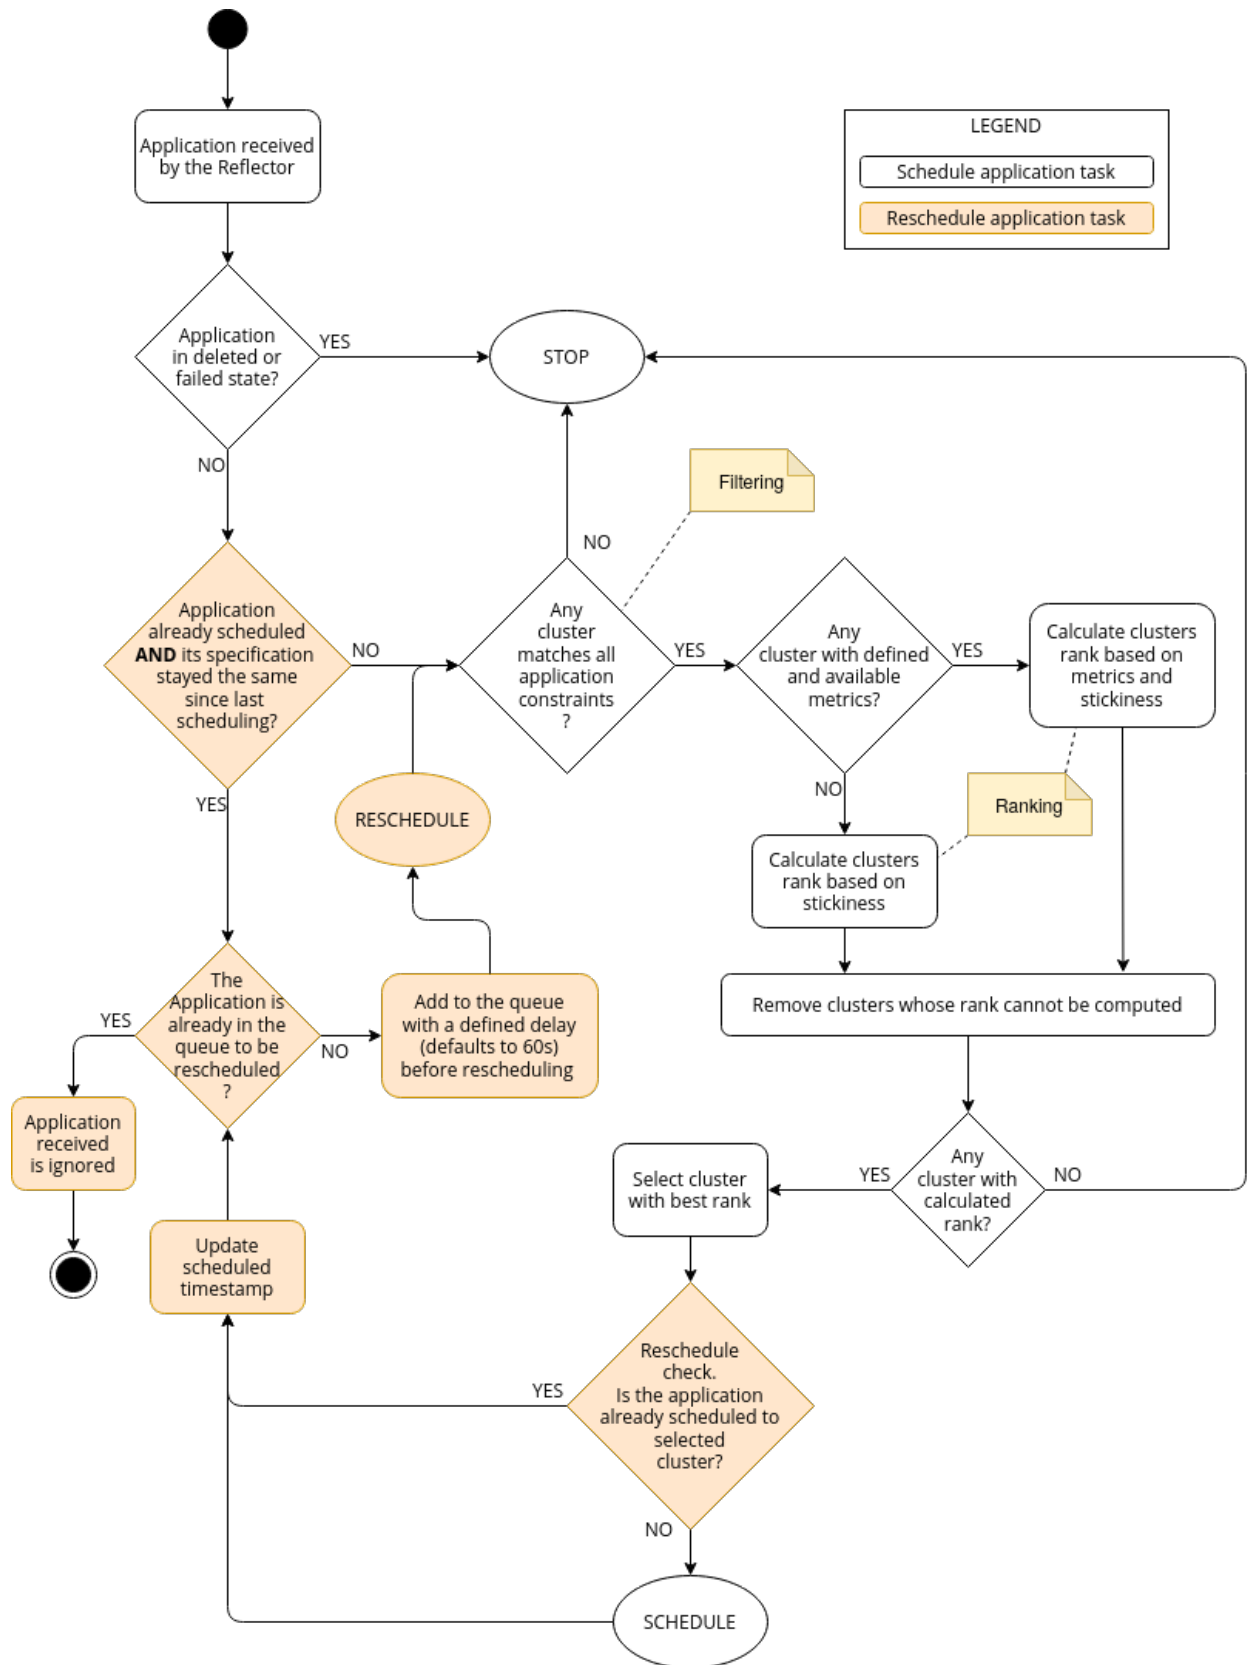 Application received
by the Reflector
LEGEND
Schedule application task
Reschedule application task
Application
in deleted or
failed state?
YES
STOP
NO
Filtering
NO
Application
already scheduled
AND its specification
stayed the same
since last
scheduling?
NO
Any
cluster
matches all
application
constraints
?
YES
Any
cluster with defined
and available
metrics?
YES
Calculate clusters
rank based on
metrics and
stickiness
YES
RESCHEDULE
NO
Ranking
Calculate clusters
rank based on
stickiness
The
Application is
already in the
queue to be
rescheduled
?
YES
NO
Add to the queue
with a defined delay
(defaults to 60s)
before rescheduling
Remove clusters whose rank cannot be computed
Application
received
is ignored
Select cluster
with best rank
YES
Any
cluster with
calculated
rank?
NO
Update
scheduled
timestamp
Reschedule
check.
Is the application
already scheduled to
selected
cluster?
YES
NO
SCHEDULE